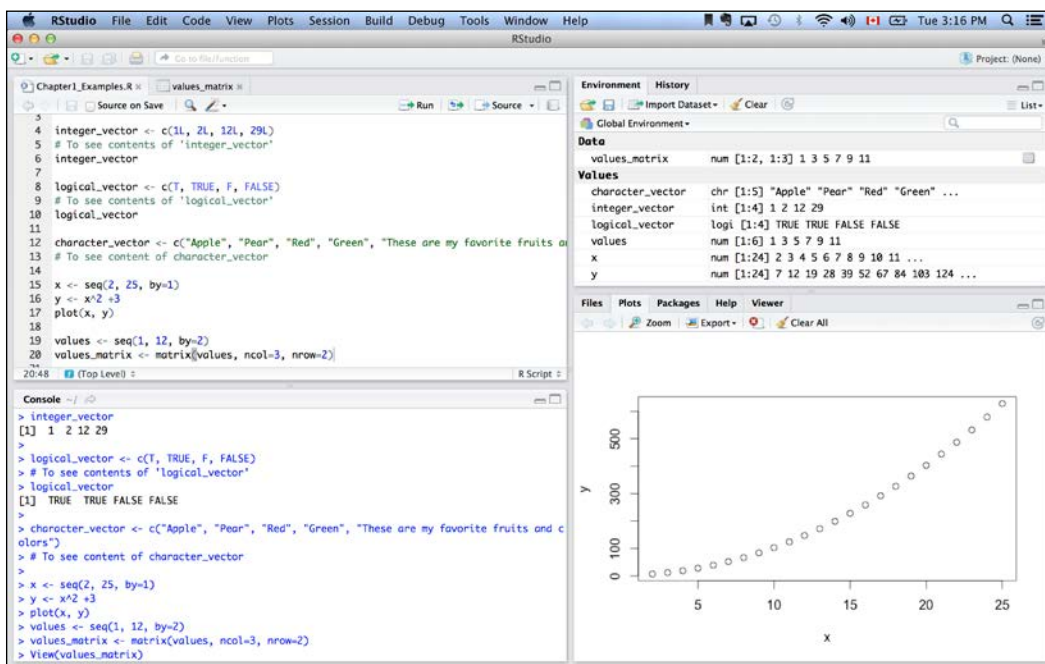 RStudio File Edit Code View Plots Session Build Debug Tools Window Help Tue 3:16 PM
RStudio
Go to file/function Project: (None)
Chapter1_Examples.R values_matrix
Source on Save Run Source
4 integer_vector <- c(1L, 2L, 12L, 29L)
5 # To see contents of 'integer_vector'
6 integer_vector
7
8 logical_vector <- c(T, TRUE, F, FALSE)
9 # To see contents of 'logical_vector'
10 logical_vector
11
12 character_vector <- c("Apple", "Pear", "Red", "Green", "These are my favorite fruits a
13 # To see content of character_vector
14
15 x <- seq(2, 25, by=1)
16 y <- x^2 +3
17 plot(x, y)
18
19 values <- seq(1, 12, by=2)
20 values_matrix <- matrix(values, ncol=3, nrow=2)
20:48 (Top Level) R Script
Console ~/
> integer_vector
[1] 1 2 12 29
>
> logical_vector <- c(T, TRUE, F, FALSE)
> # To see contents of 'logical_vector'
> logical_vector
[1] TRUE TRUE FALSE FALSE
>
> character_vector <- c("Apple", "Pear", "Red", "Green", "These are my favorite fruits and c
olors")
> # To see content of character_vector
>
> x <- seq(2, 25, by=1)
> y <- x^2 +3
> plot(x, y)
> values <- seq(1, 12, by=2)
> values_matrix <- matrix(values, ncol=3, nrow=2)
> View(values_matrix)
Environment History
Import Dataset Clear List
Global Environment
Data
values_matrix num [1:2, 1:3] 1 3 5 7 9 11
Values
character_vector chr [1:5] "Apple" "Pear" "Red" "Green" ...
integer_vector int [1:4] 1 2 12 29
logical_vector logi [1:4] TRUE TRUE FALSE FALSE
values num [1:6] 1 3 5 7 9 11
x num [1:24] 2 3 4 5 6 7 8 9 10 11 ...
y num [1:24] 7 12 19 28 39 52 67 84 103 124 ...
Files Plots Packages Help Viewer
Zoom Export Clear All
500
300
100
0
y
5 10 15 20 25
x